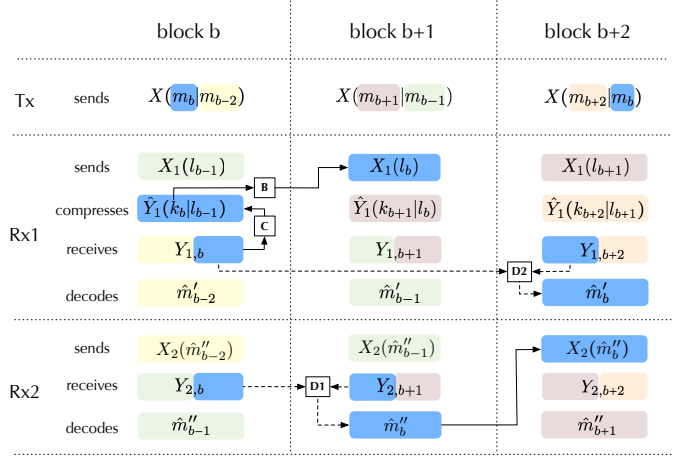 block b block b+1 block b+2
Tx sends X(m_b|m_{b−2}) X(m_{b+1}|m_{b−1}) X(m_{b+2}|m_b)
sends X_1(l_{b−1}) X_1(l_b) X_1(l_{b+1})
B
compresses Ŷ_1(k_b|l_{b−1}) Ŷ_1(k_{b+1}|l_b) Ŷ_1(k_{b+2}|l_{b+1})
Rx1
C
receives Y_{1,b} Y_{1,b+1} Y_{1,b+2}
D2
decodes m̂′_{b−2} m̂′_{b−1} m̂′_b
sends X_2(m̂″_{b−2}) X_2(m̂″_{b−1}) X_2(m̂″_b)
Rx2 receives Y_{2,b} D1 Y_{2,b+1} Y_{2,b+2}
decodes m̂″_{b−1} m̂″_b m̂″_{b+1}